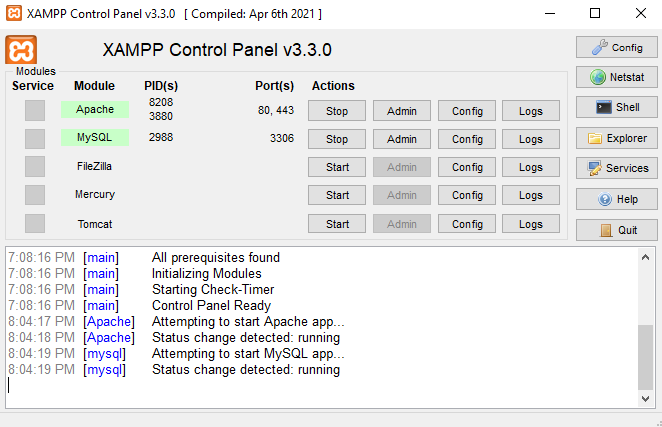 XAMPP Control Panel v3.3.0 [ Compiled: Apr 6th 2021 ]
XAMPP Control Panel v3.3.0
Config
Modules
Service Module PID(s) Port(s) Actions
Netstat
Apache 8208 3880 80, 443 Stop Admin Config Logs
Shell
MySQL 2988 3306 Stop Admin Config Logs
Explorer
FileZilla Start Admin Config Logs
Services
Mercury Start Admin Config Logs
Help
Tomcat Start Admin Config Logs
Quit
7:08:16 PM [main] All prerequisites found
7:08:16 PM [main] Initializing Modules
7:08:16 PM [main] Starting Check-Timer
7:08:16 PM [main] Control Panel Ready
8:04:17 PM [Apache] Attempting to start Apache app...
8:04:18 PM [Apache] Status change detected: running
8:04:19 PM [mysql] Attempting to start MySQL app...
8:04:19 PM [mysql] Status change detected: running